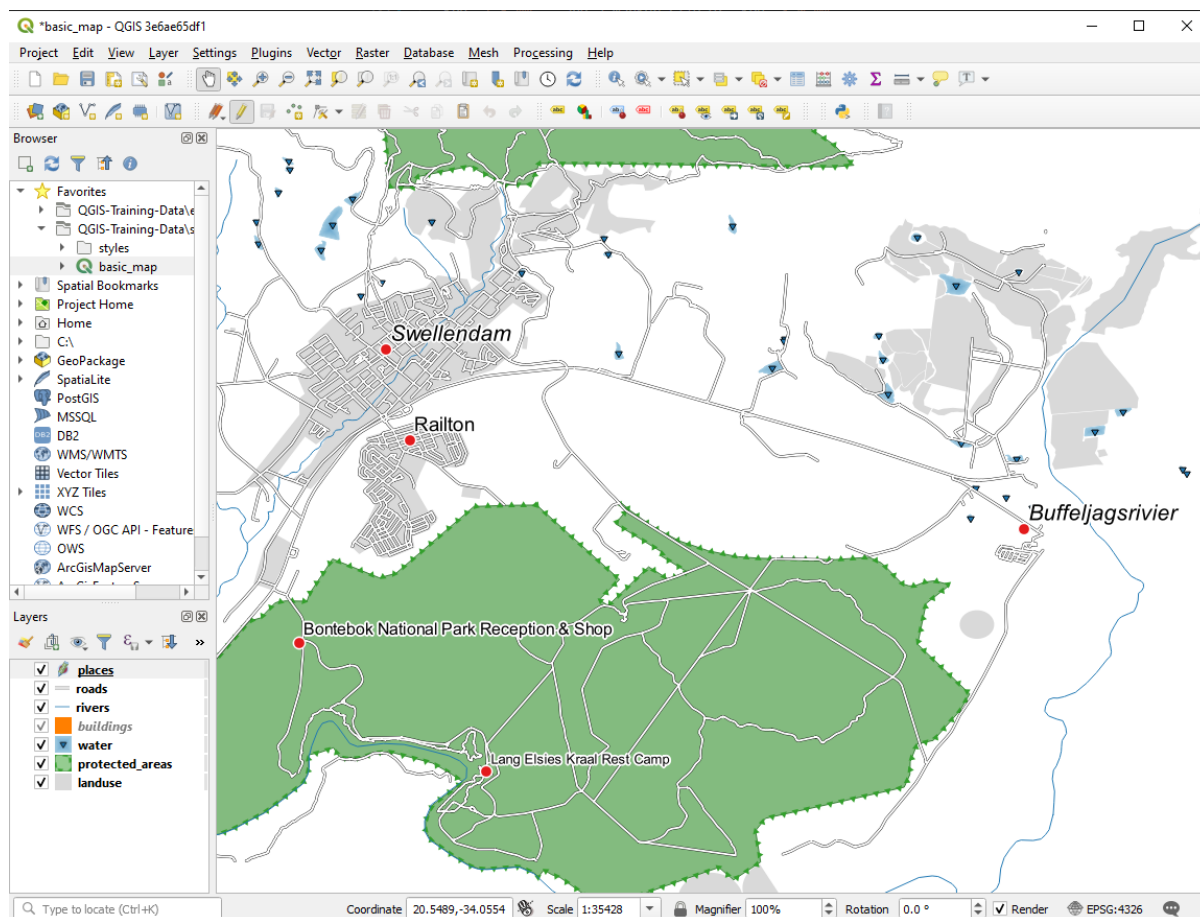 *basic_map - QGIS 3e6ae65df1
Project Edit View Layer Settings Plugins Vector Raster Database Mesh Processing Help
Browser
Favorites
QGIS-Training-Data\e
QGIS-Training-Data\s
styles
basic_map
Spatial Bookmarks
Project Home
Home
C:\
GeoPackage
SpatiaLite
PostGIS
MSSQL
DB2
WMS/WMTS
Vector Tiles
XYZ Tiles
WCS
WFS / OGC API - Feature
OWS
ArcGisMapServer
Layers
places
roads
rivers
buildings
water
protected_areas
landuse
Swellendam
Railton
Buffeljagsrivier
Bontebok National Park Reception & Shop
Lang Elsies Kraal Rest Camp
Type to locate (Ctrl+K) Coordinate 20.5489,-34.0554 Scale 1:35428 Magnifier 100% Rotation 0.0 ° Render EPSG:4326